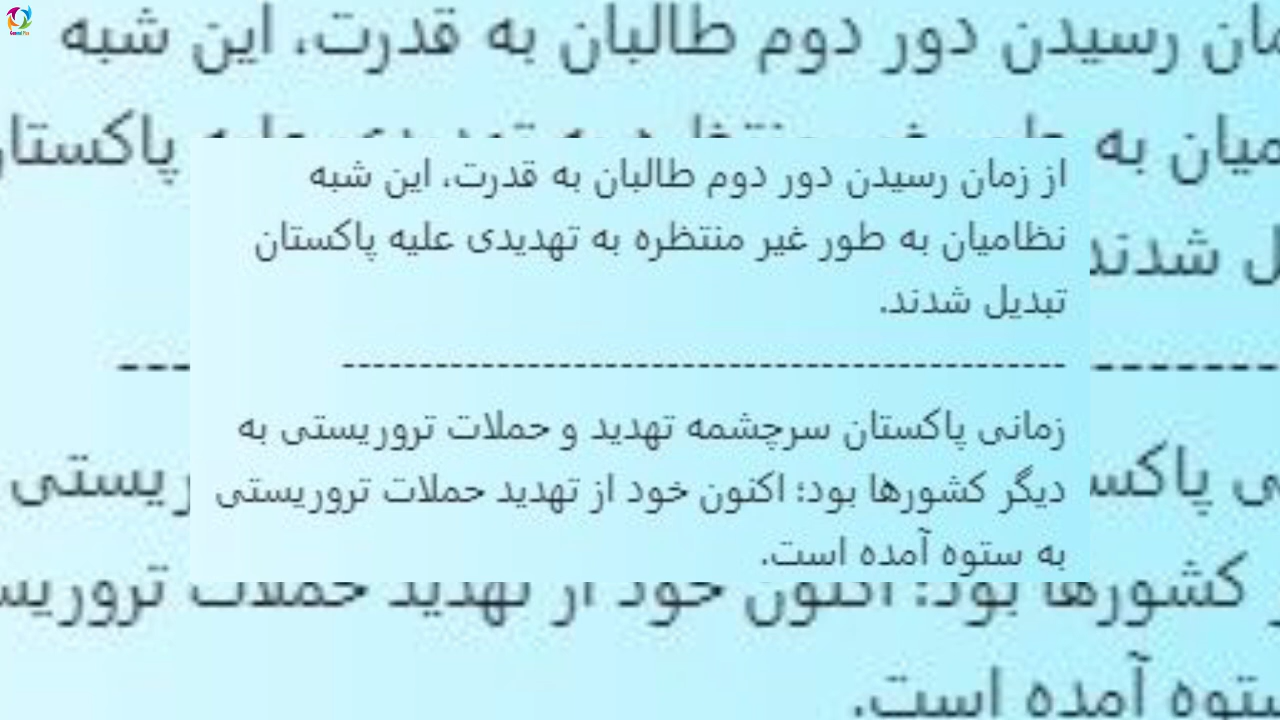 از زمان رسیدن دور دوم طالبان به قدرت، این شبه
نظامیان به طور غیر منتظره به تهدیدی علیه پاکستان
تبدیل شدند.
-----------------------------------------------
زمانی پاکستان سرچشمه تهدید و حملات تروریستی به
دیگر کشورها بود؛ اکنون خود از تهدید حملات تروریستی
به ستوه آمده است.